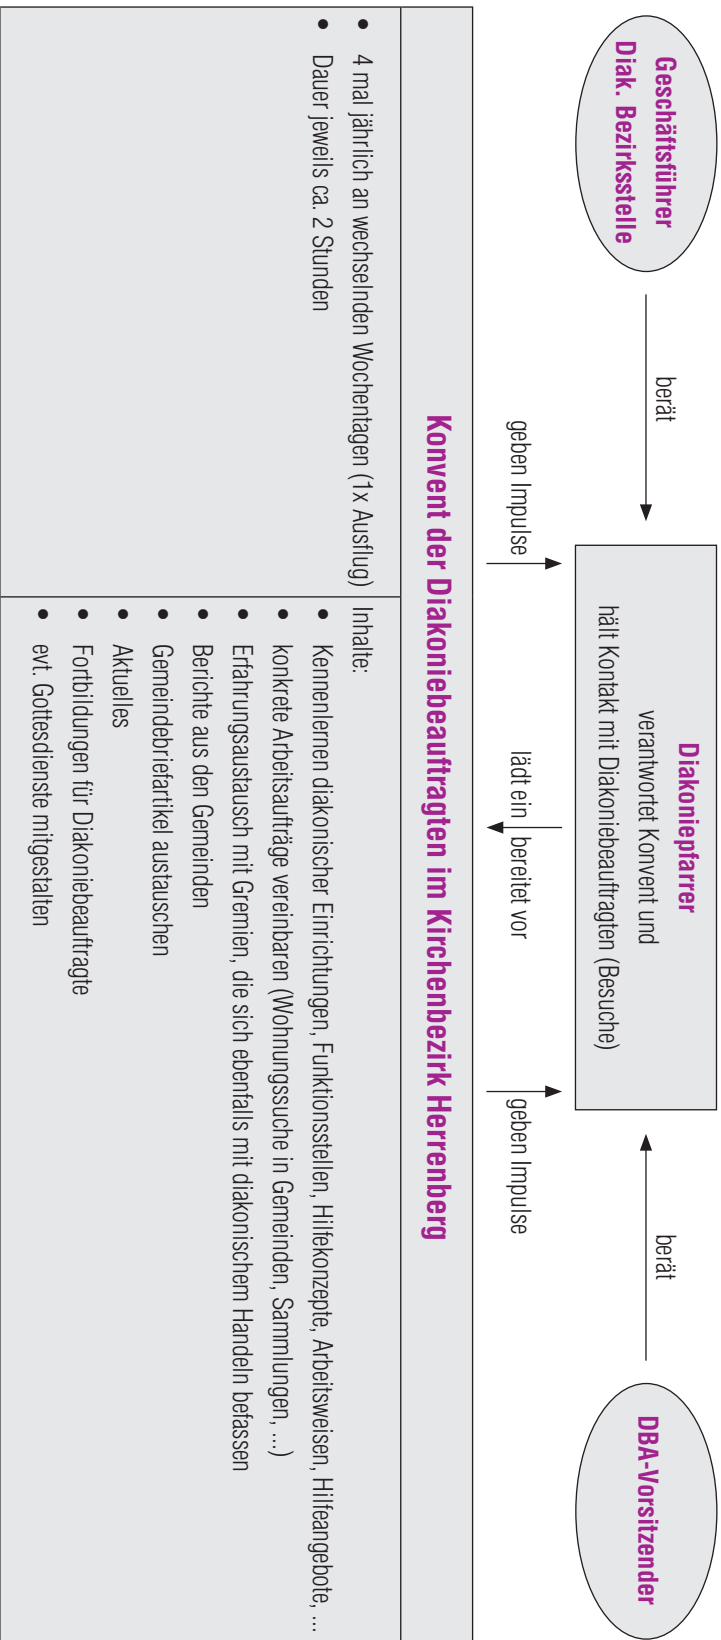 Geschäftsführer
Diak. Bezirksstelle
berät
Diakoniepfarrer
verantwortet Konvent und
hält Kontakt mit Diakoniebeauftragten (Besuche)
berät
DBA-Vorsitzender
geben Impulse
lädt ein
bereitet vor
geben Impulse
Konvent der Diakoniebeauftragten im Kirchenbezirk Herrenberg
• 4 mal jährlich an wechselnden Wochentagen (1x Ausflug)
• Dauer jeweils ca. 2 Stunden
Inhalte:
• Kennenlernen diakonischer Einrichtungen, Funktionsstellen, Hilfekonzepte, Arbeitsweisen, Hilfeangebote, ...
• konkrete Arbeitsaufträge vereinbaren (Wohnungssuche in Gemeinden, Sammlungen, ...)
• Erfahrungsaustausch mit Gremien, die sich ebenfalls mit diakonischem Handeln befassen
• Berichte aus den Gemeinden
• Gemeindebriefartikel austauschen
• Aktuelles
• Fortbildungen für Diakoniebeauftragte
• evt. Gottesdienste mitgestalten